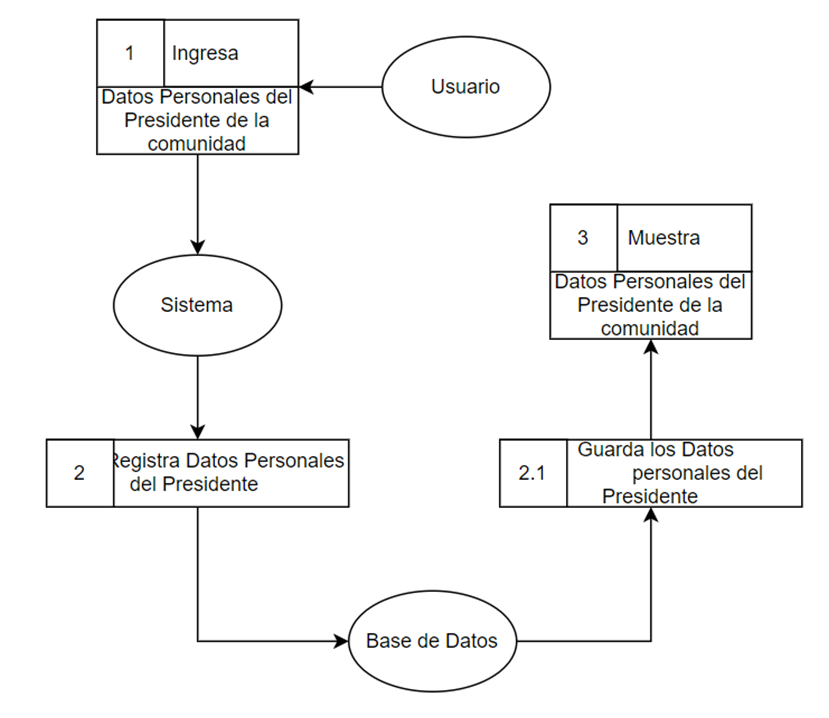 1
Ingresa
Datos Personales del
Presidente de la
comunidad
Usuario
Sistema
2
Registra Datos Personales
del Presidente
Base de Datos
2.1
Guarda los Datos
personales del
Presidente
3
Muestra
Datos Personales del
Presidente de la
comunidad